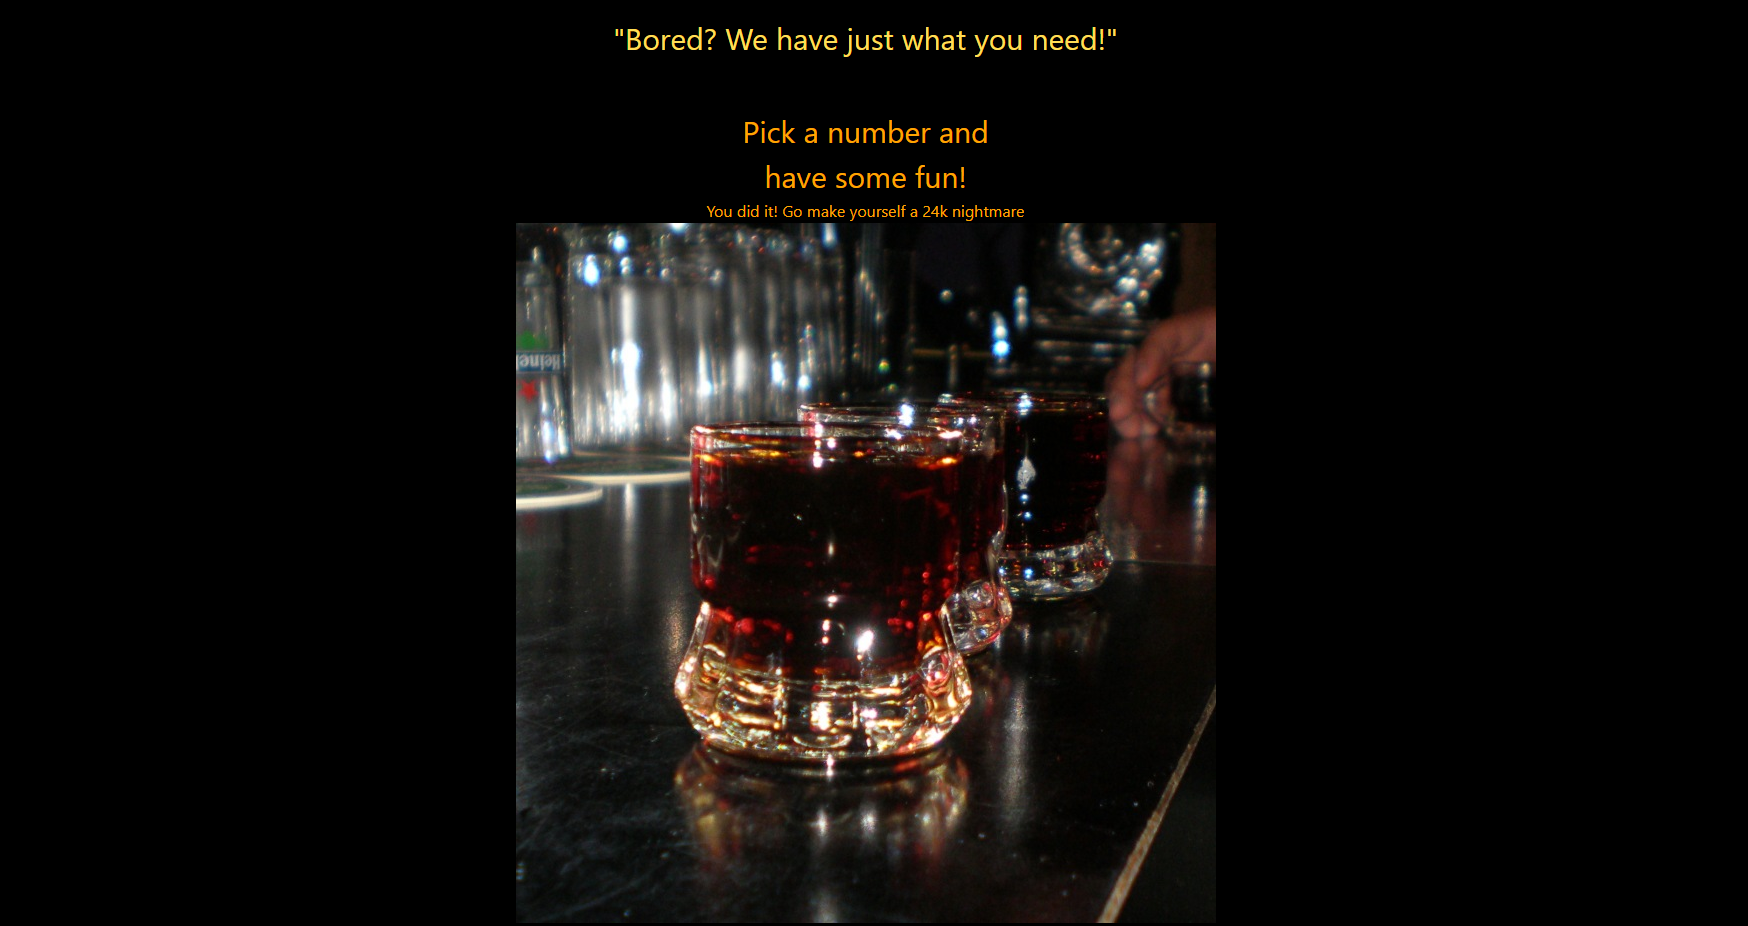 "Bored? We have just what you need!"
Pick a number and
have some fun!
You did it! Go make yourself a 24k nightmare
Heine